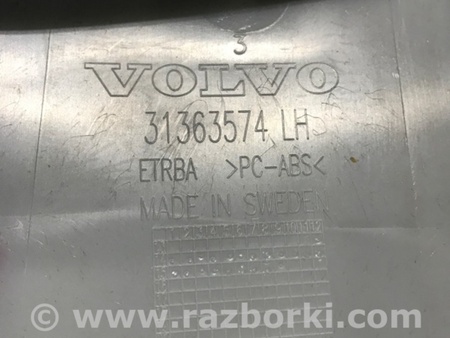 3
VOLVO
31363574 LH
ETRBA >PC-ABS<
MADE IN SWEDEN
© www.razborki.com